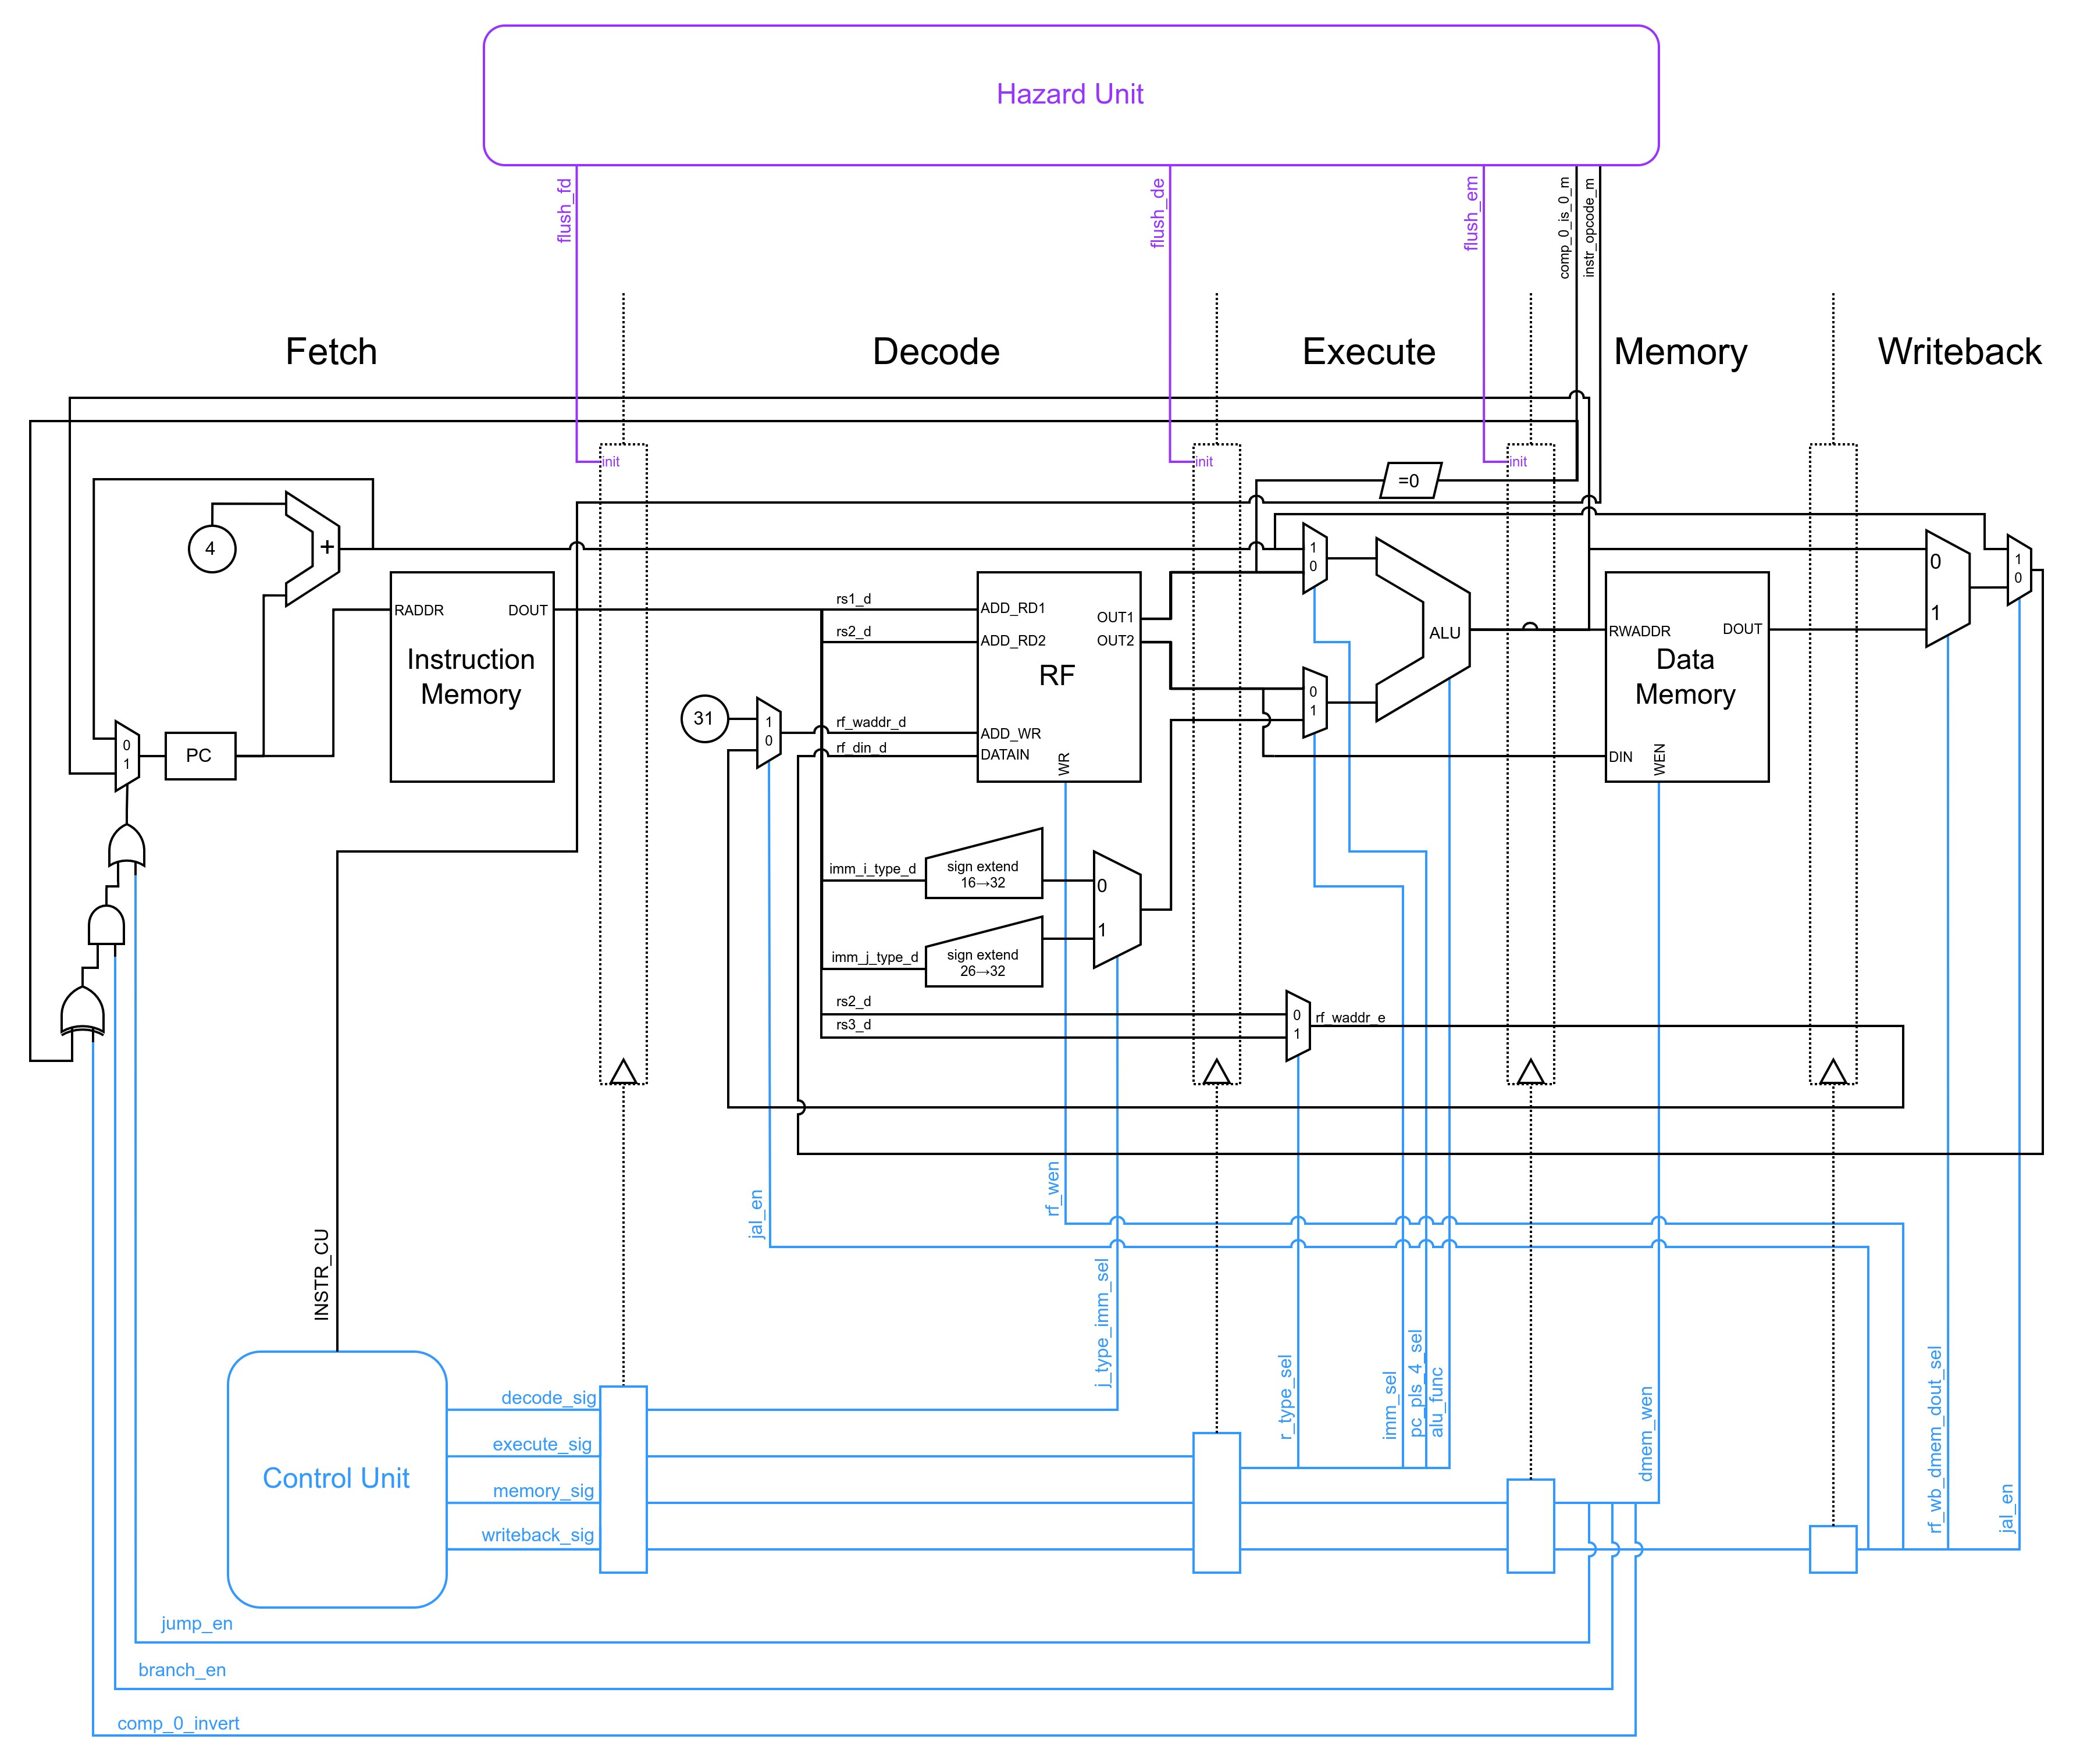 Hazard Unit
flush_fd
flush_de
flush_em
comp_0_is_0_m
instr_opcode_m
Fetch
Decode
Execute
Memory
Writeback
init
init
init
=0
4
+
1
0
0
1
1
0
RADDR
DOUT
Instruction
Memory
rs1_d
rs2_d
ADD_RD1
ADD_RD2
OUT1
OUT2
RF
ADD_WR
DATAIN
WR
31
1
0
rf_waddr_d
rf_din_d
0
1
ALU
RWADDR
DOUT
Data
Memory
DIN
WEN
0
1
PC
imm_i_type_d
sign extend
16→32
0
1
imm_j_type_d
sign extend
26→32
rs2_d
rs3_d
0
1
rf_waddr_e
jal_en
rf_wen
INSTR_CU
j_type_imm_sel
r_type_sel
imm_sel
pc_pls_4_sel
alu_func
dmem_wen
rf_wb_dmem_dout_sel
jal_en
Control Unit
decode_sig
execute_sig
memory_sig
writeback_sig
jump_en
branch_en
comp_0_invert